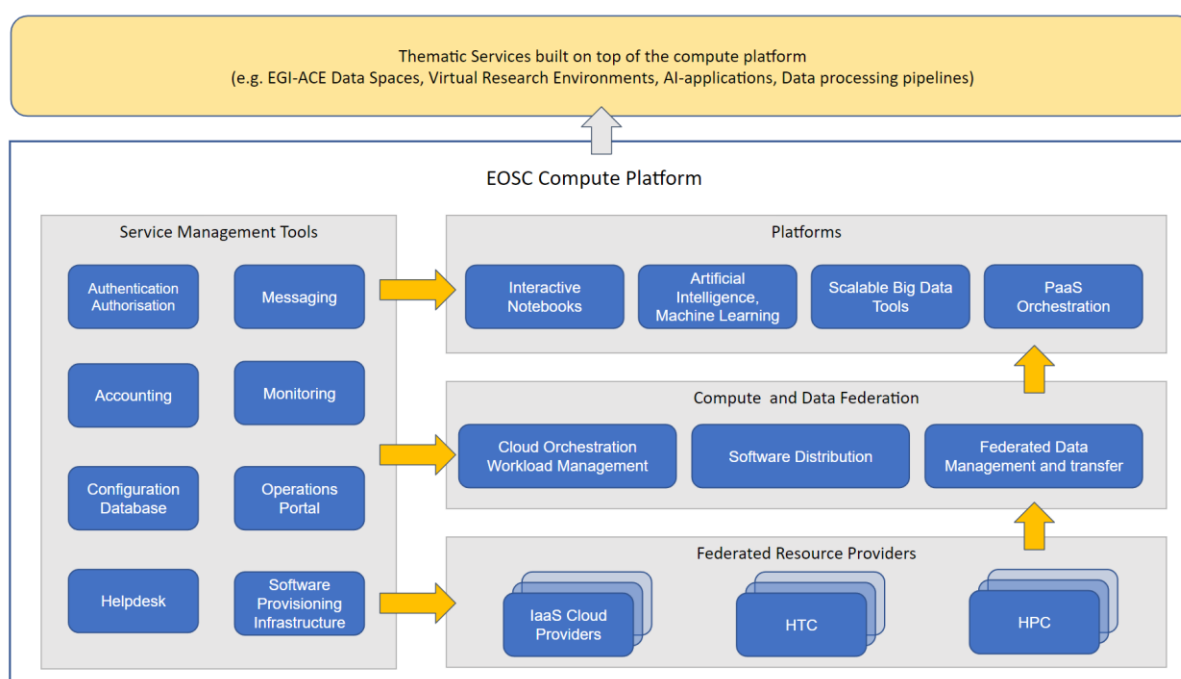 Thematic Services built on top of the compute platform
(e.g. EGI-ACE Data Spaces, Virtual Research Environments, AI-applications, Data processing pipelines)
EOSC Compute Platform
Service Management Tools
Authentication
Authorisation
Messaging
Accounting
Monitoring
Configuration
Database
Operations
Portal
Helpdesk
Software
Provisioning
Infrastructure
Platforms
Interactive
Notebooks
Artificial
Intelligence,
Machine Learning
Scalable Big Data
Tools
PaaS
Orchestration
Compute and Data Federation
Cloud Orchestration
Workload Management
Software Distribution
Federated Data
Management and transfer
Federated Resource Providers
IaaS Cloud
Providers
HTC
HPC